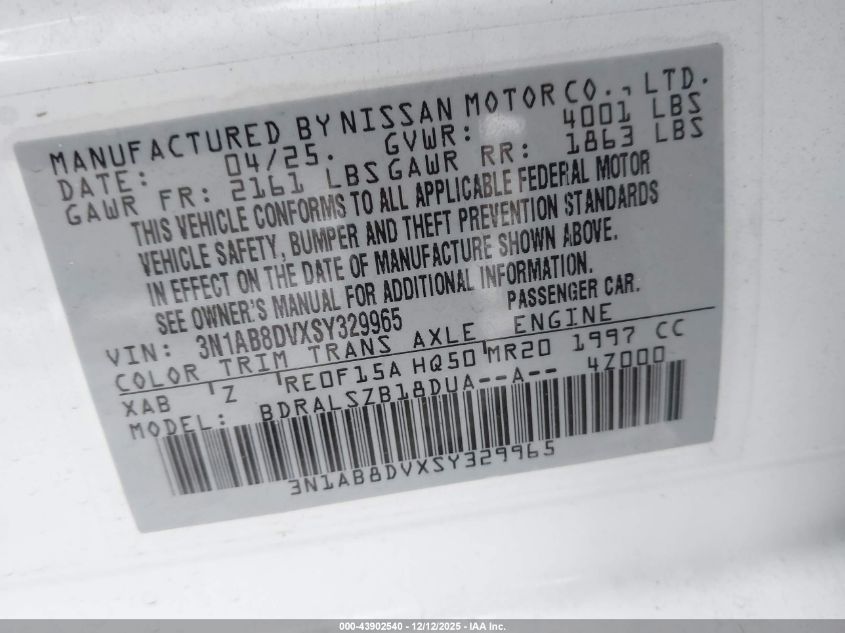 MANUFACTURED BY NISSAN MOTOR CO., LTD.
DATE: 04/25. GVWR: 4001 LBS
GAWR FR: 2161 LBS GAWR RR: 1863 LBS
THIS VEHICLE CONFORMS TO ALL APPLICABLE FEDERAL MOTOR
VEHICLE SAFETY, BUMPER AND THEFT PREVENTION STANDARDS
IN EFFECT ON THE DATE OF MANUFACTURE SHOWN ABOVE.
SEE OWNER'S MANUAL FOR ADDITIONAL INFORMATION.
VIN: 3N1AB8DVXSY329965 PASSENGER CAR.
COLOR TRIM TRANS AXLE ENGINE
XAB Z RE0F15A HQ50 MR20 1997 CC
MODEL: BDRALSZB18DUA--A-- 4Z000
3N1AB8DVXSY329965
000-43902540 - 12/12/2025 - IAA Inc.